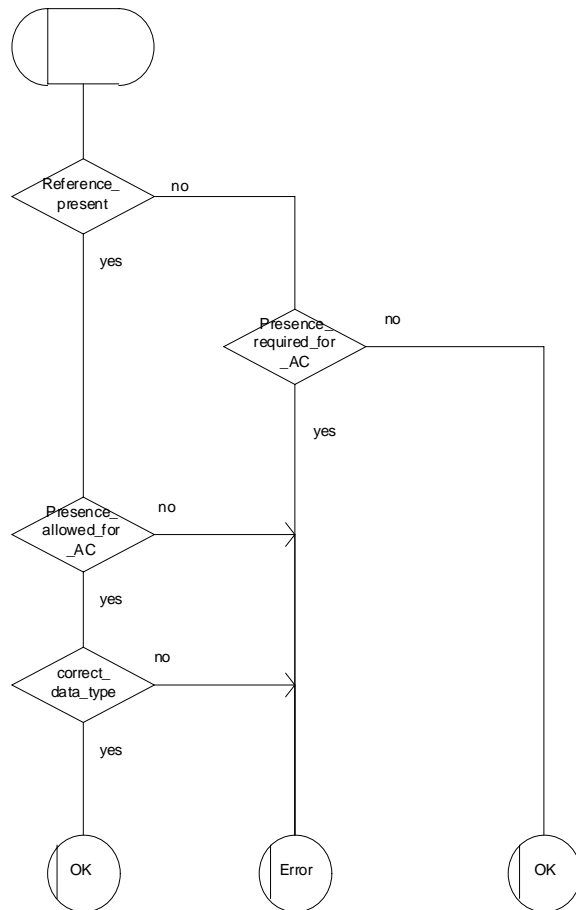 Reference_
present
no
yes
Presence_
required_for
_AC
no
yes
Presence_
allowed_for
_AC
no
yes
correct_
data_type
no
yes
OK
Error
OK